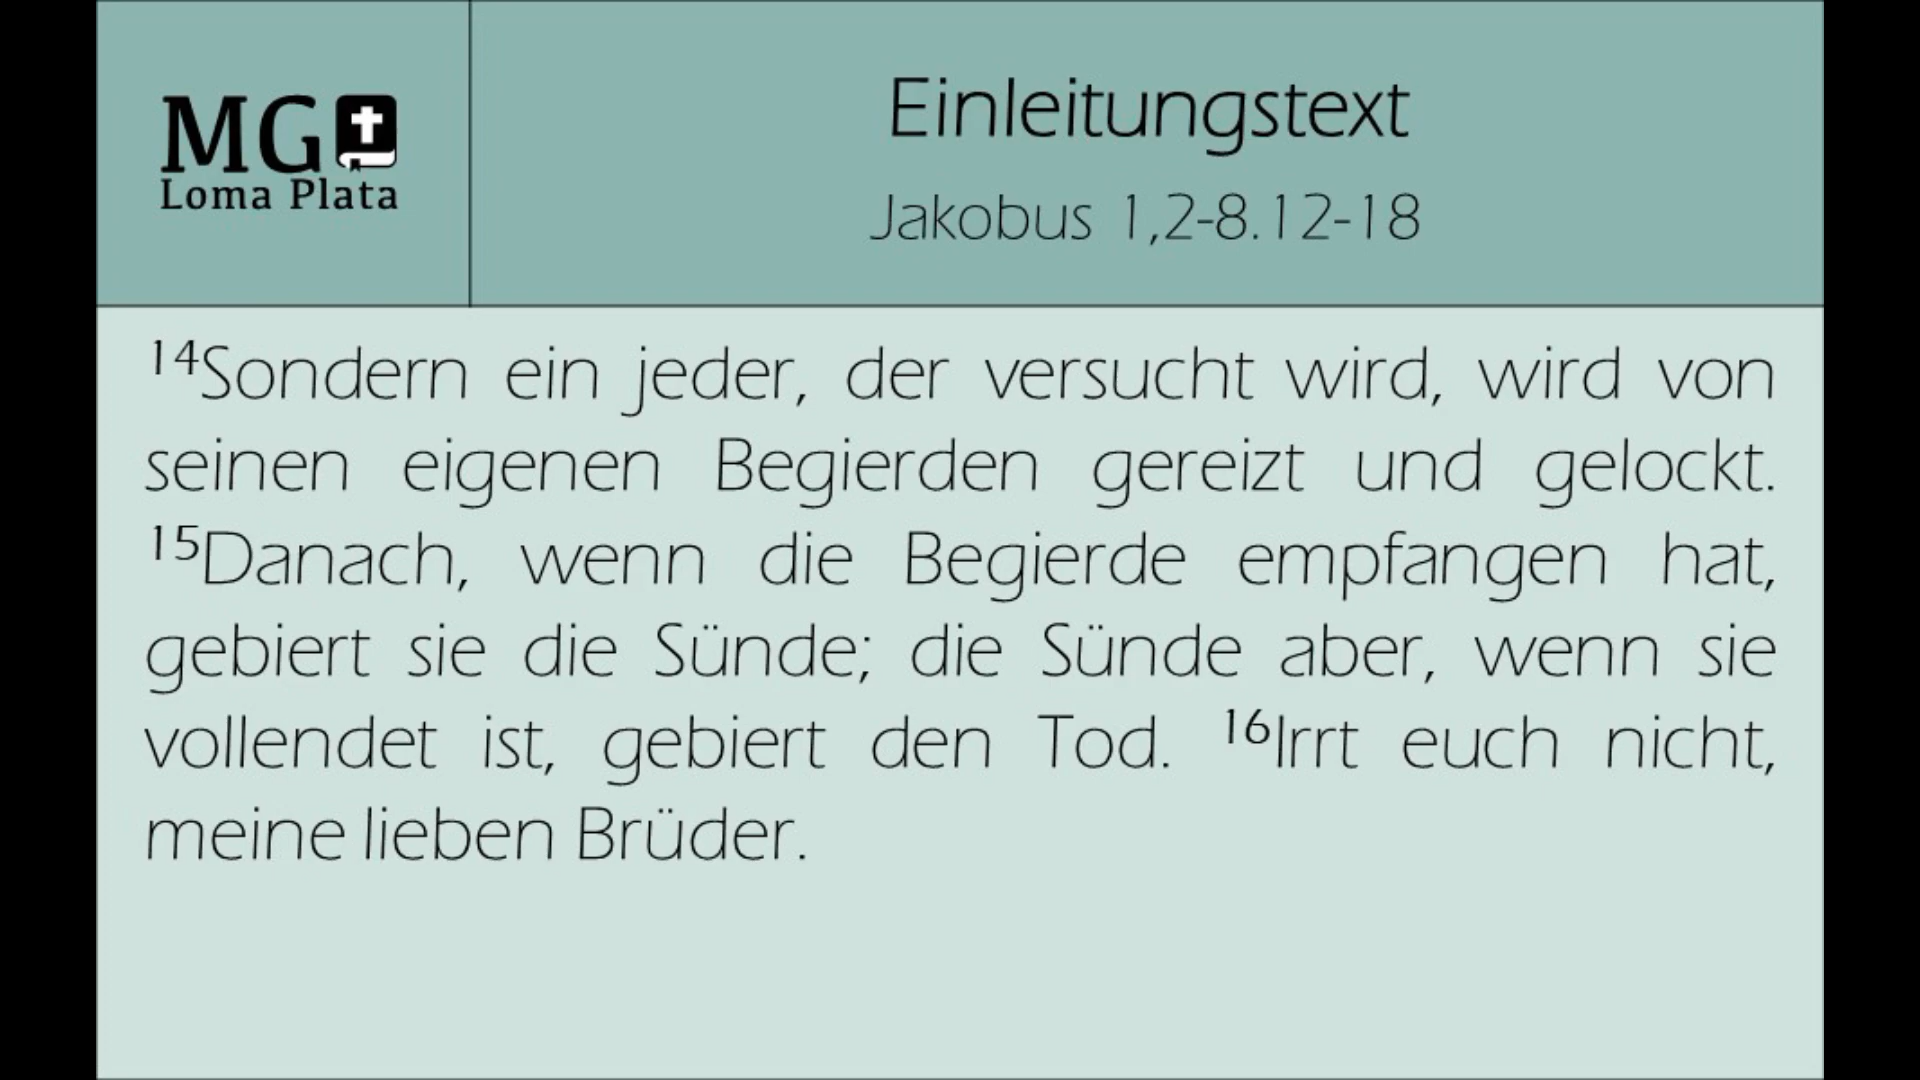 MG
Loma Plata
Einleitungstext
Jakobus 1,2-8.12-18
¹⁴Sondern ein jeder, der versucht wird, wird von
seinen eigenen Begierden gereizt und gelockt.
¹⁵Danach, wenn die Begierde empfangen hat,
gebiert sie die Sünde; die Sünde aber, wenn sie
vollendet ist, gebiert den Tod. ¹⁶Irrt euch nicht,
meine lieben Brüder.